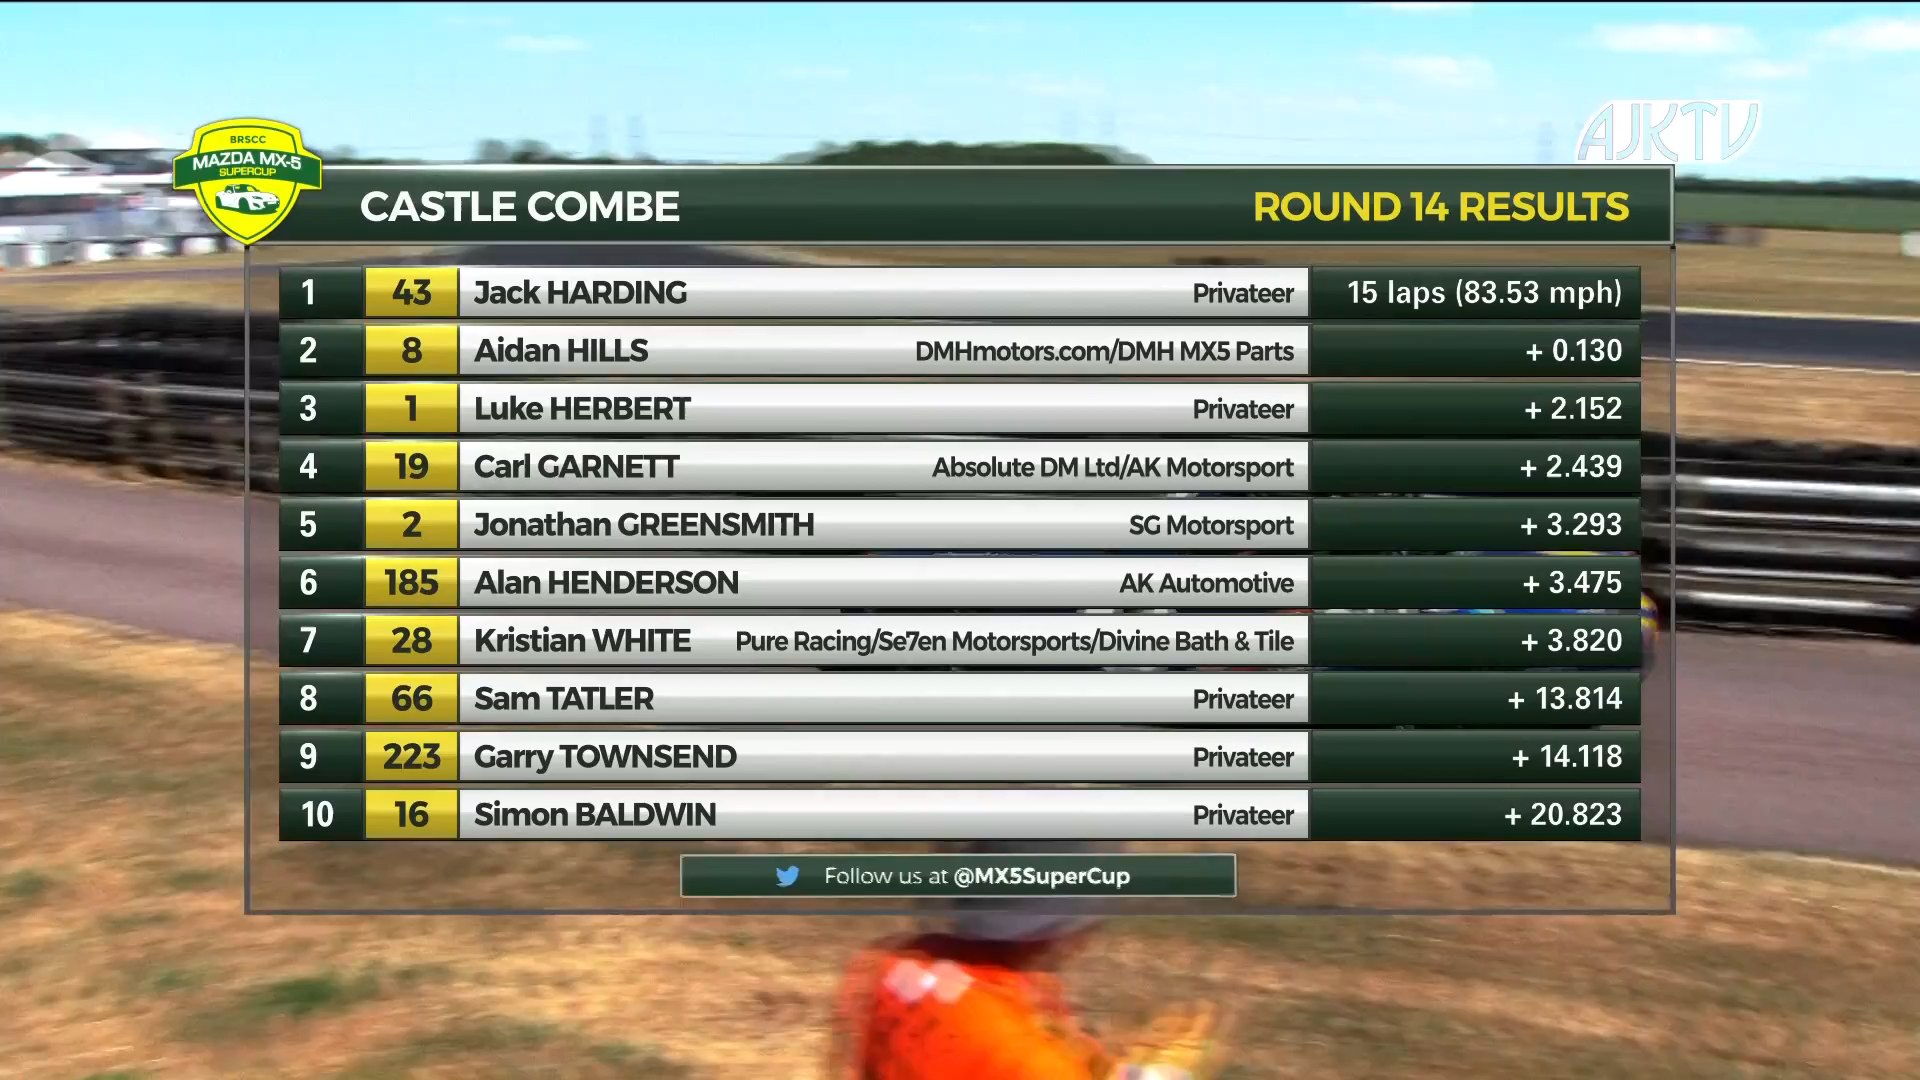 AJKTV
BRSCC
MAZDA MX-5
SUPERCUP
CASTLE COMBE ROUND 14 RESULTS
1 43 Jack HARDING Privateer 15 laps (83.53 mph)
2 8 Aidan HILLS DMHmotors.com/DMH MX5 Parts + 0.130
3 1 Luke HERBERT Privateer + 2.152
4 19 Carl GARNETT Absolute DM Ltd/AK Motorsport + 2.439
5 2 Jonathan GREENSMITH SG Motorsport + 3.293
6 185 Alan HENDERSON AK Automotive + 3.475
7 28 Kristian WHITE Pure Racing/Se7en Motorsports/Divine Bath & Tile + 3.820
8 66 Sam TATLER Privateer + 13.814
9 223 Garry TOWNSEND Privateer + 14.118
10 16 Simon BALDWIN Privateer + 20.823
Follow us at @MX5SuperCup